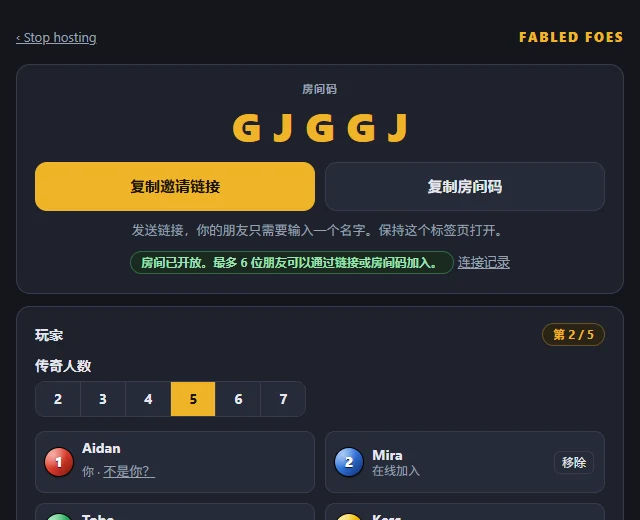 ‹ Stop hosting
FABLED FOES
房间码
GJGGJ
复制邀请链接
复制房间码
发送链接，你的朋友只需要输入一个名字。保持这个标签页打开。
房间已开放。最多 6 位朋友可以通过链接或房间码加入。 连接记录
玩家
第 2 / 5
传奇人数
2 3 4 5 6 7
1
Aidan
你 · 不是你？
2
Mira
在线加入
移除